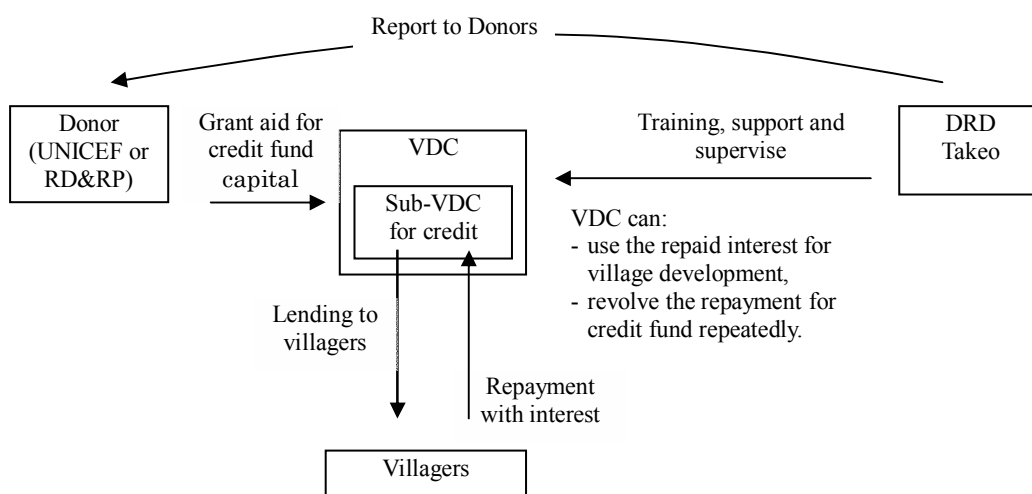 Report to Donors
Donor
(UNICEF or
RD&RP)
Grant aid for
credit fund
capital
VDC
Sub-VDC
for credit
Training, support and
supervise
DRD
Takeo
VDC can:
- use the repaid interest for
village development,
- revolve the repayment for
credit fund repeatedly.
Lending to
villagers
Repayment
with interest
Villagers